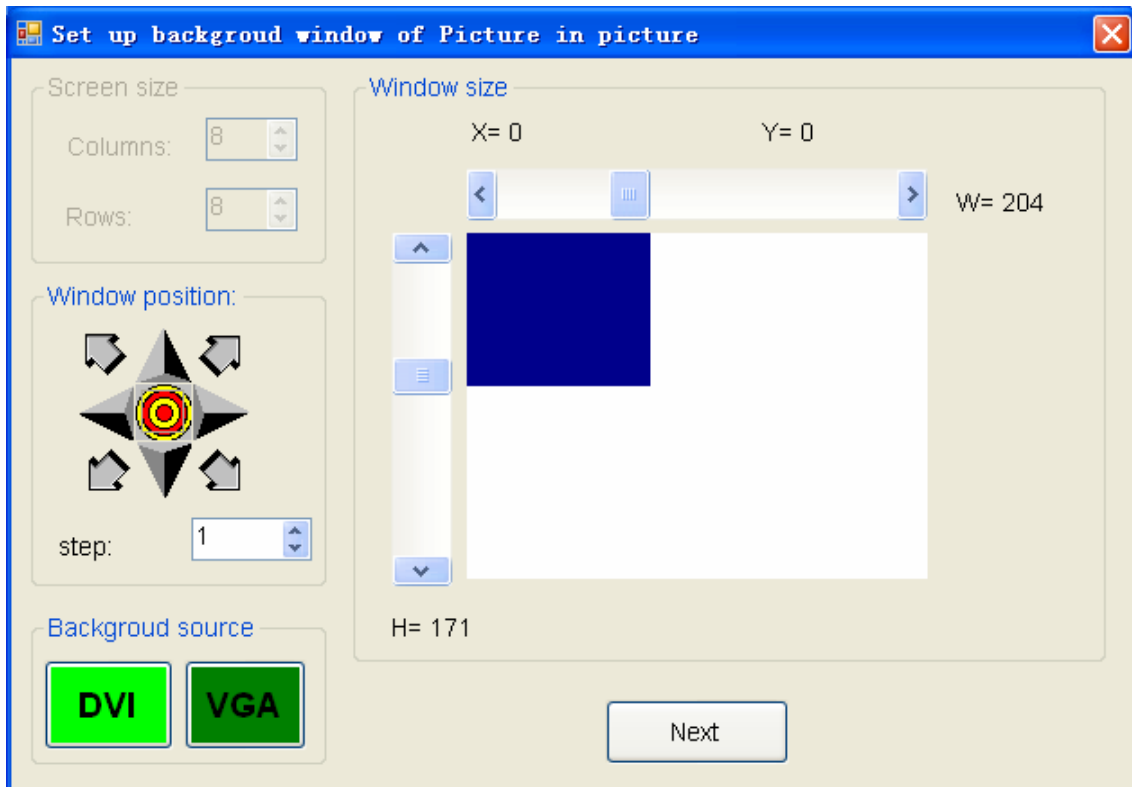 Set up backgroud window of Picture in picture
Screen size
Columns: 8
Rows: 8
Window position:
step: 1
Backgroud source
DVI VGA
Window size
X= 0 Y= 0
W= 204
H= 171
Next